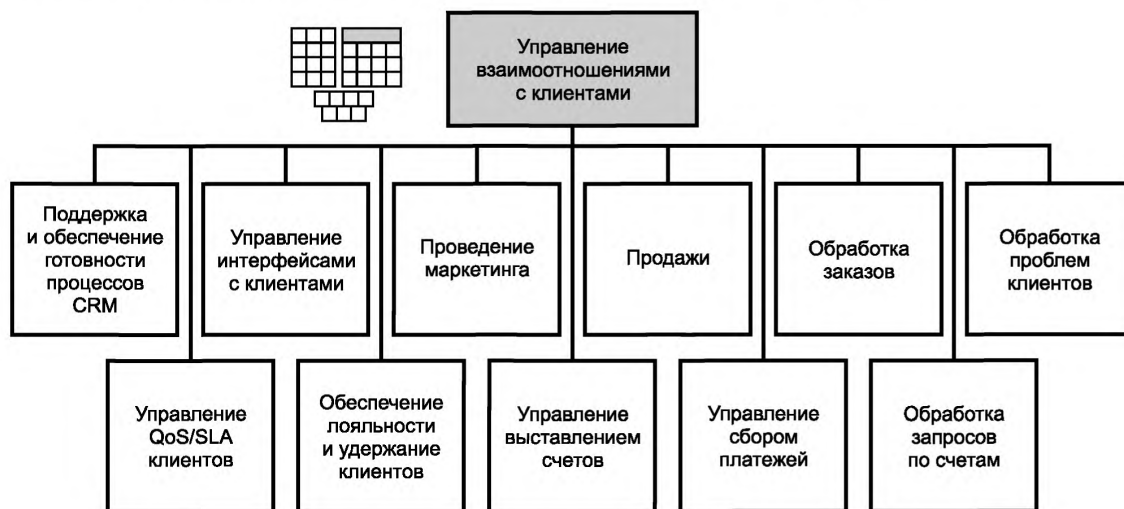 Управление
взаимоотношениями
с клиентами
Поддержка
и обеспечение
готовности
процессов
CRM
Управление
интерфейсами
с клиентами
Проведение
маркетинга
Продажи
Обработка
заказов
Обработка
проблем
клиентов
Управление
QoS/SLA
клиентов
Обеспечение
лояльности
и удержание
клиентов
Управление
выставлением
счетов
Управление
сбором
платежей
Обработка
запросов
по счетам